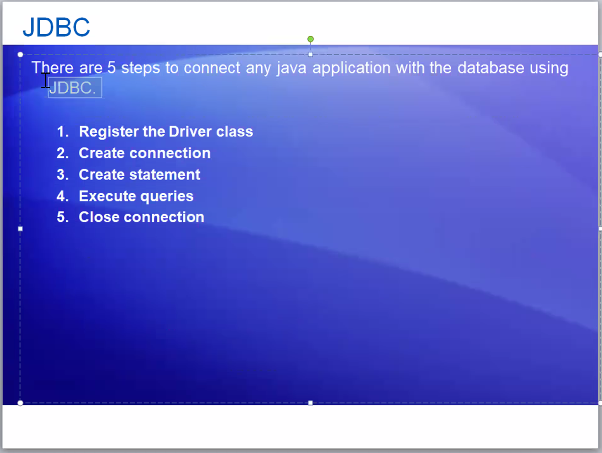 JDBC
There are 5 steps to connect any java application with the database using
JDBC.
1. Register the Driver class
2. Create connection
3. Create statement
4. Execute queries
5. Close connection